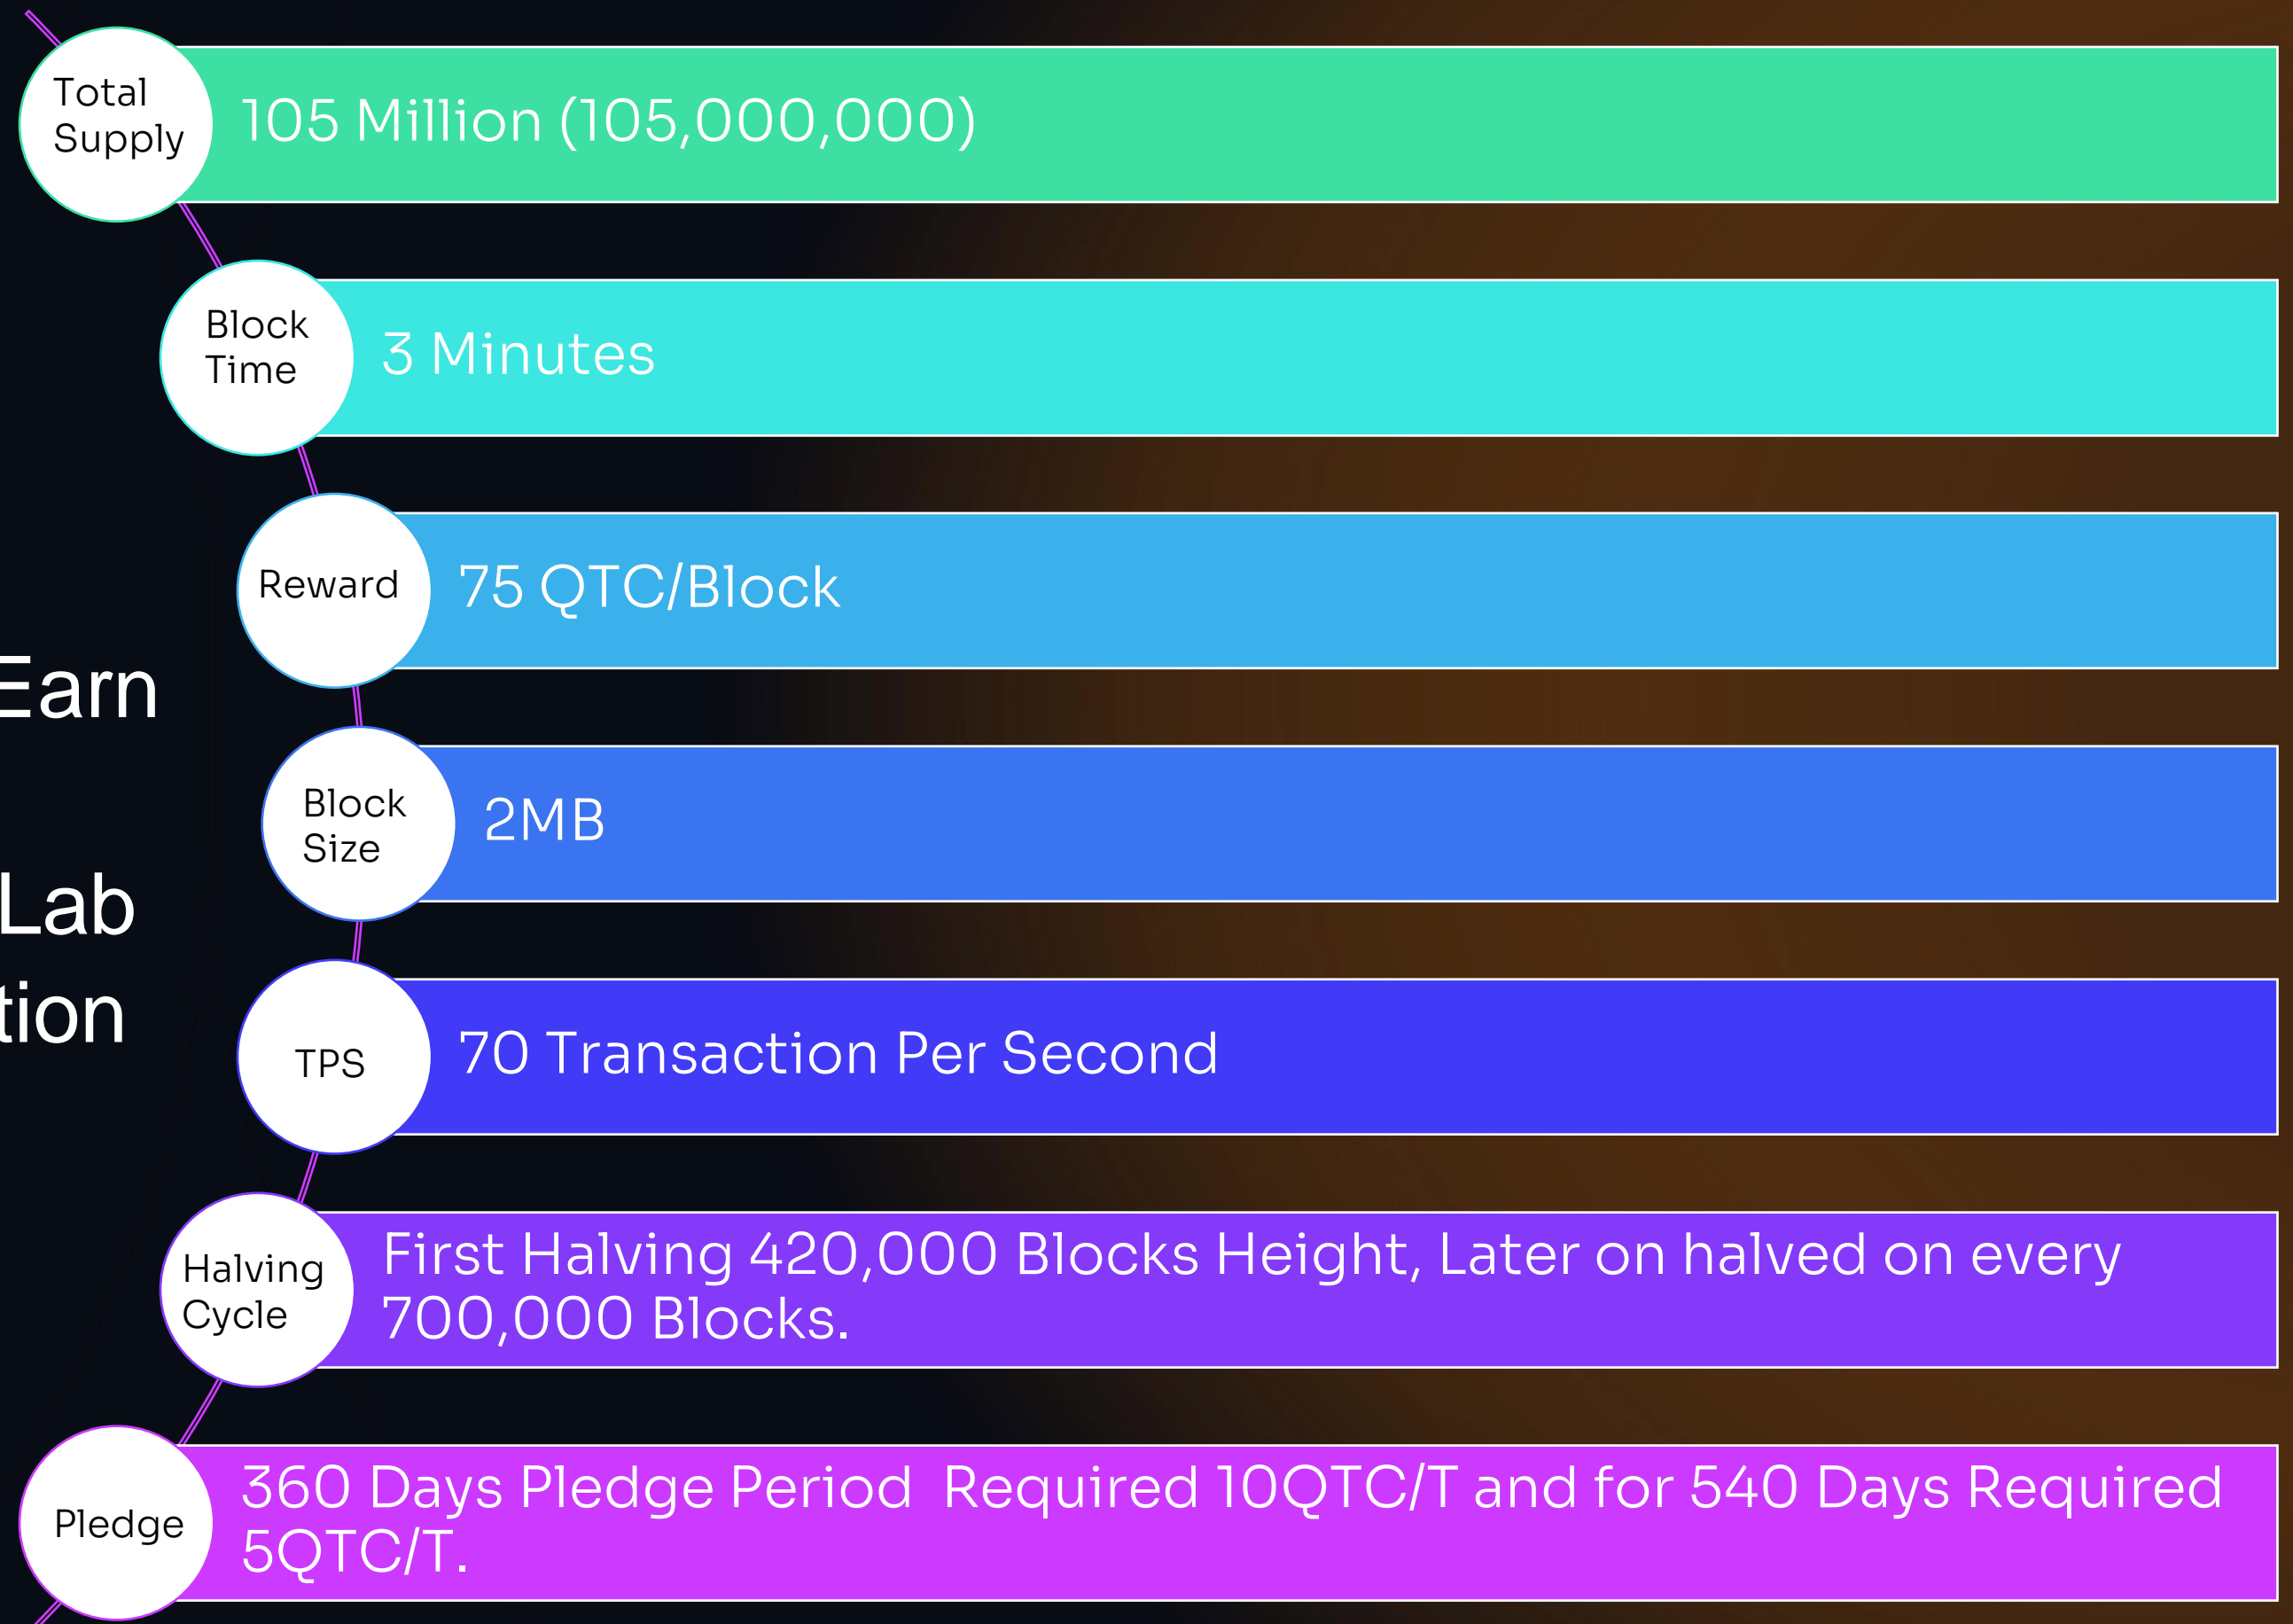 Total
Supply
105 Million (105,000,000)
Block
Time
3 Minutes
Reward
75 QTC/Block
Earn
Block
Size
2MB
Lab
tion
TPS
70 Transaction Per Second
Halving
Cycle
First Halving 420,000 Blocks Height, Later on halved on every
700,000 Blocks.
Pledge
360 Days Pledge Period  Required 10QTC/T and for 540 Days Required
5QTC/T.